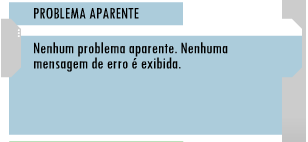 PROBLEMA APARENTE
Nenhum problema aparente. Nenhuma
mensagem de erro é exibida.